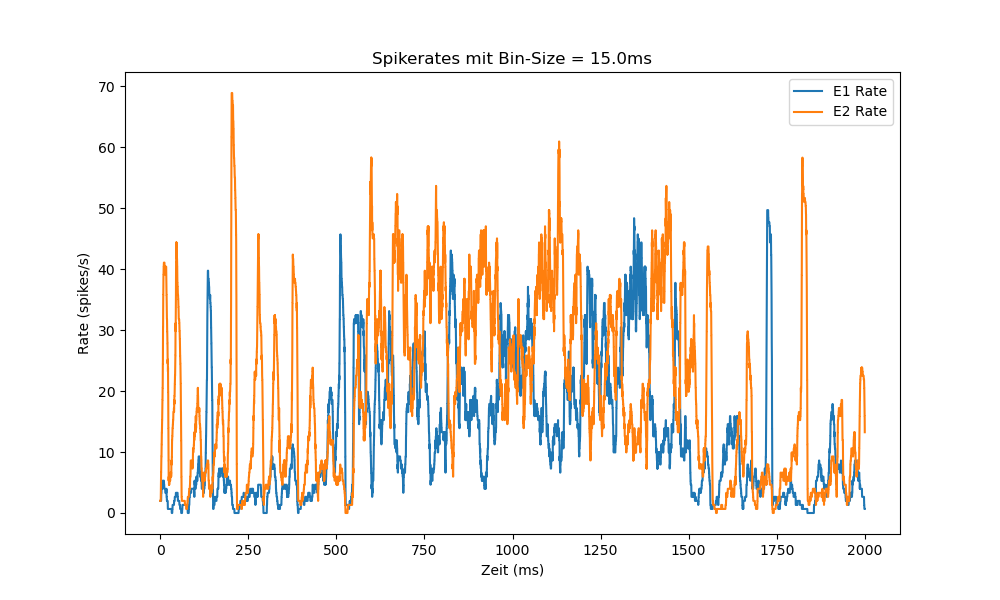 Spikerates mit Bin-Size = 15.0ms
E1 Rate
E2 Rate
Rate (spikes/s)
70
60
50
40
30
20
10
0
0 250 500 750 1000 1250 1500 1750 2000
Zeit (ms)